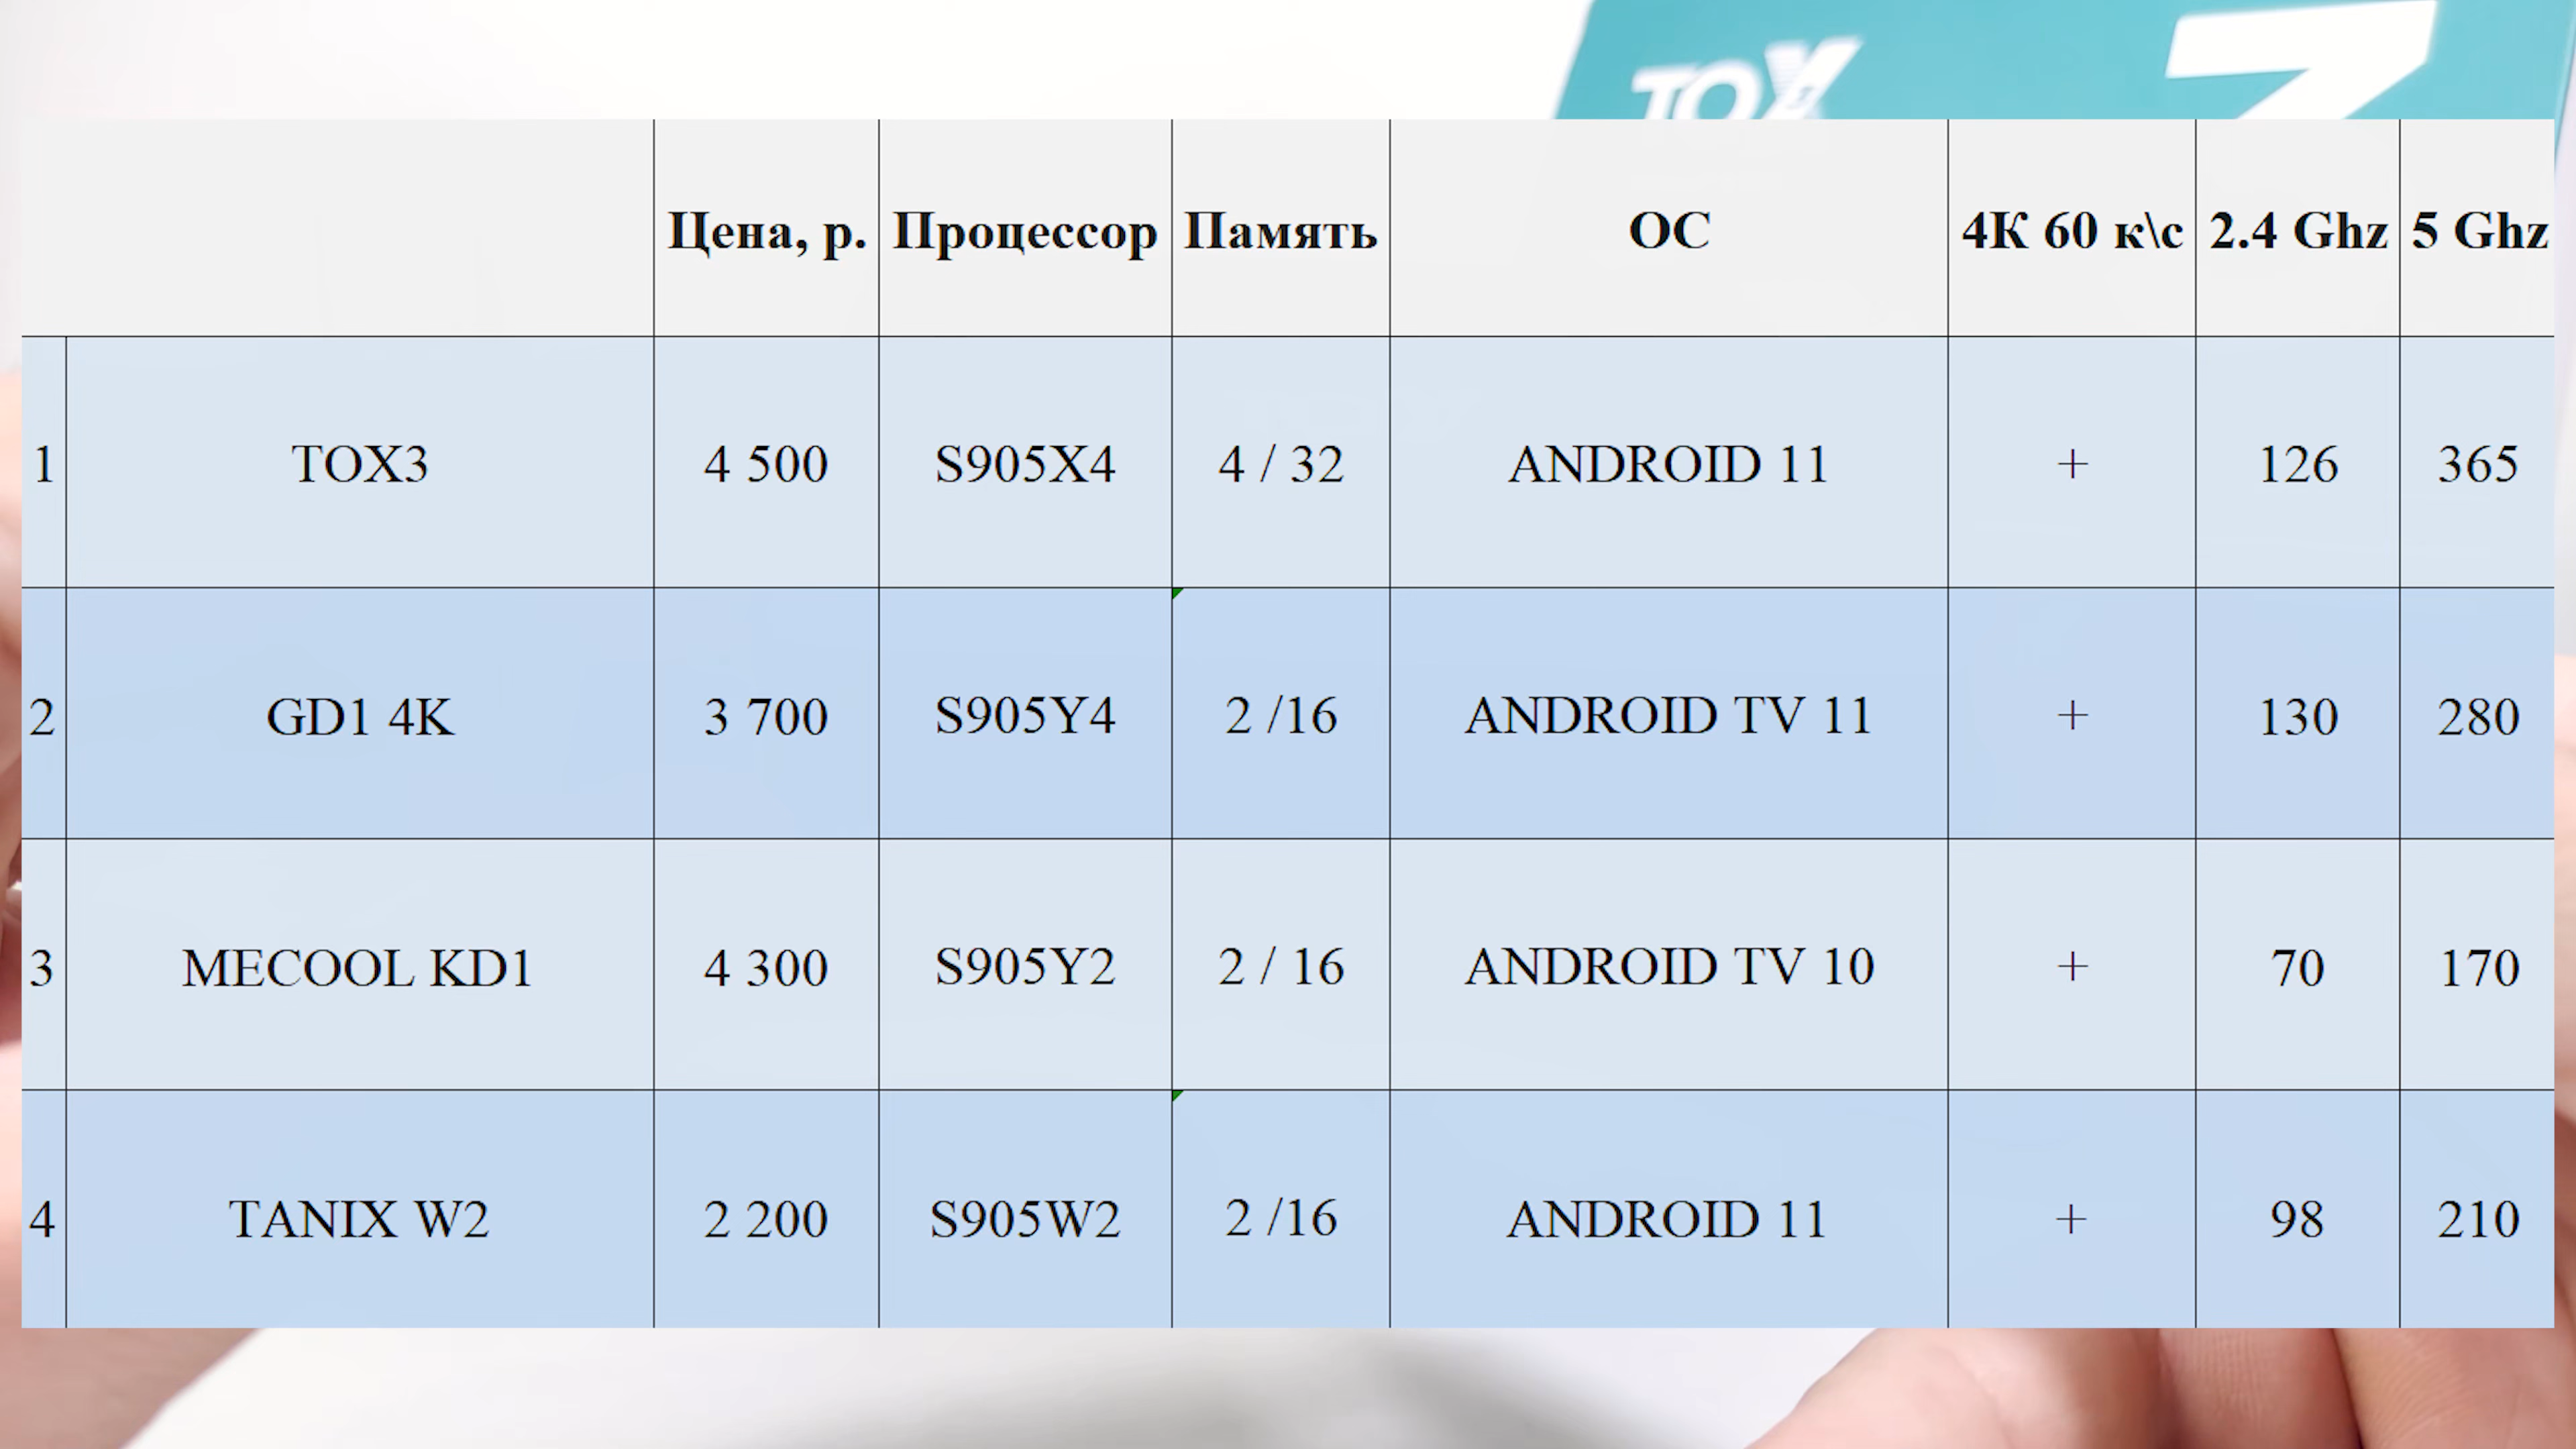 TOX
Цена, р. Процессор Память ОС 4К 60 к\с 2.4 Ghz 5 Ghz
1 TOX3 4 500 S905X4 4 / 32 ANDROID 11 + 126 365
2 GD1 4K 3 700 S905Y4 2 /16 ANDROID TV 11 + 130 280
3 MECOOL KD1 4 300 S905Y2 2 / 16 ANDROID TV 10 + 70 170
4 TANIX W2 2 200 S905W2 2 /16 ANDROID 11 + 98 210